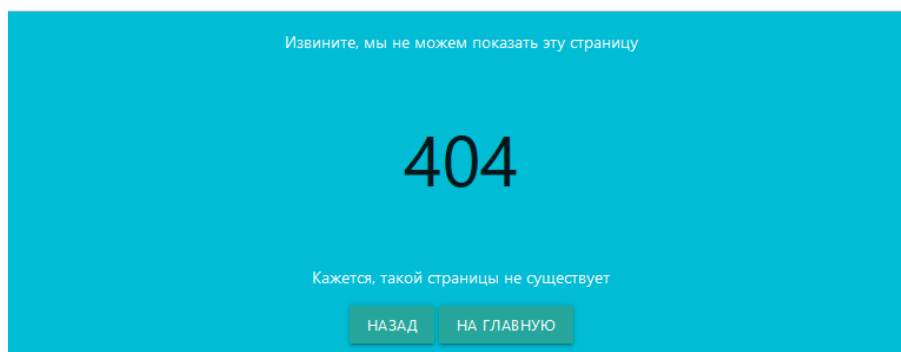 Извините, мы не можем показать эту страницу
404
Кажется, такой страницы не существует
НАЗАД НА ГЛАВНУЮ